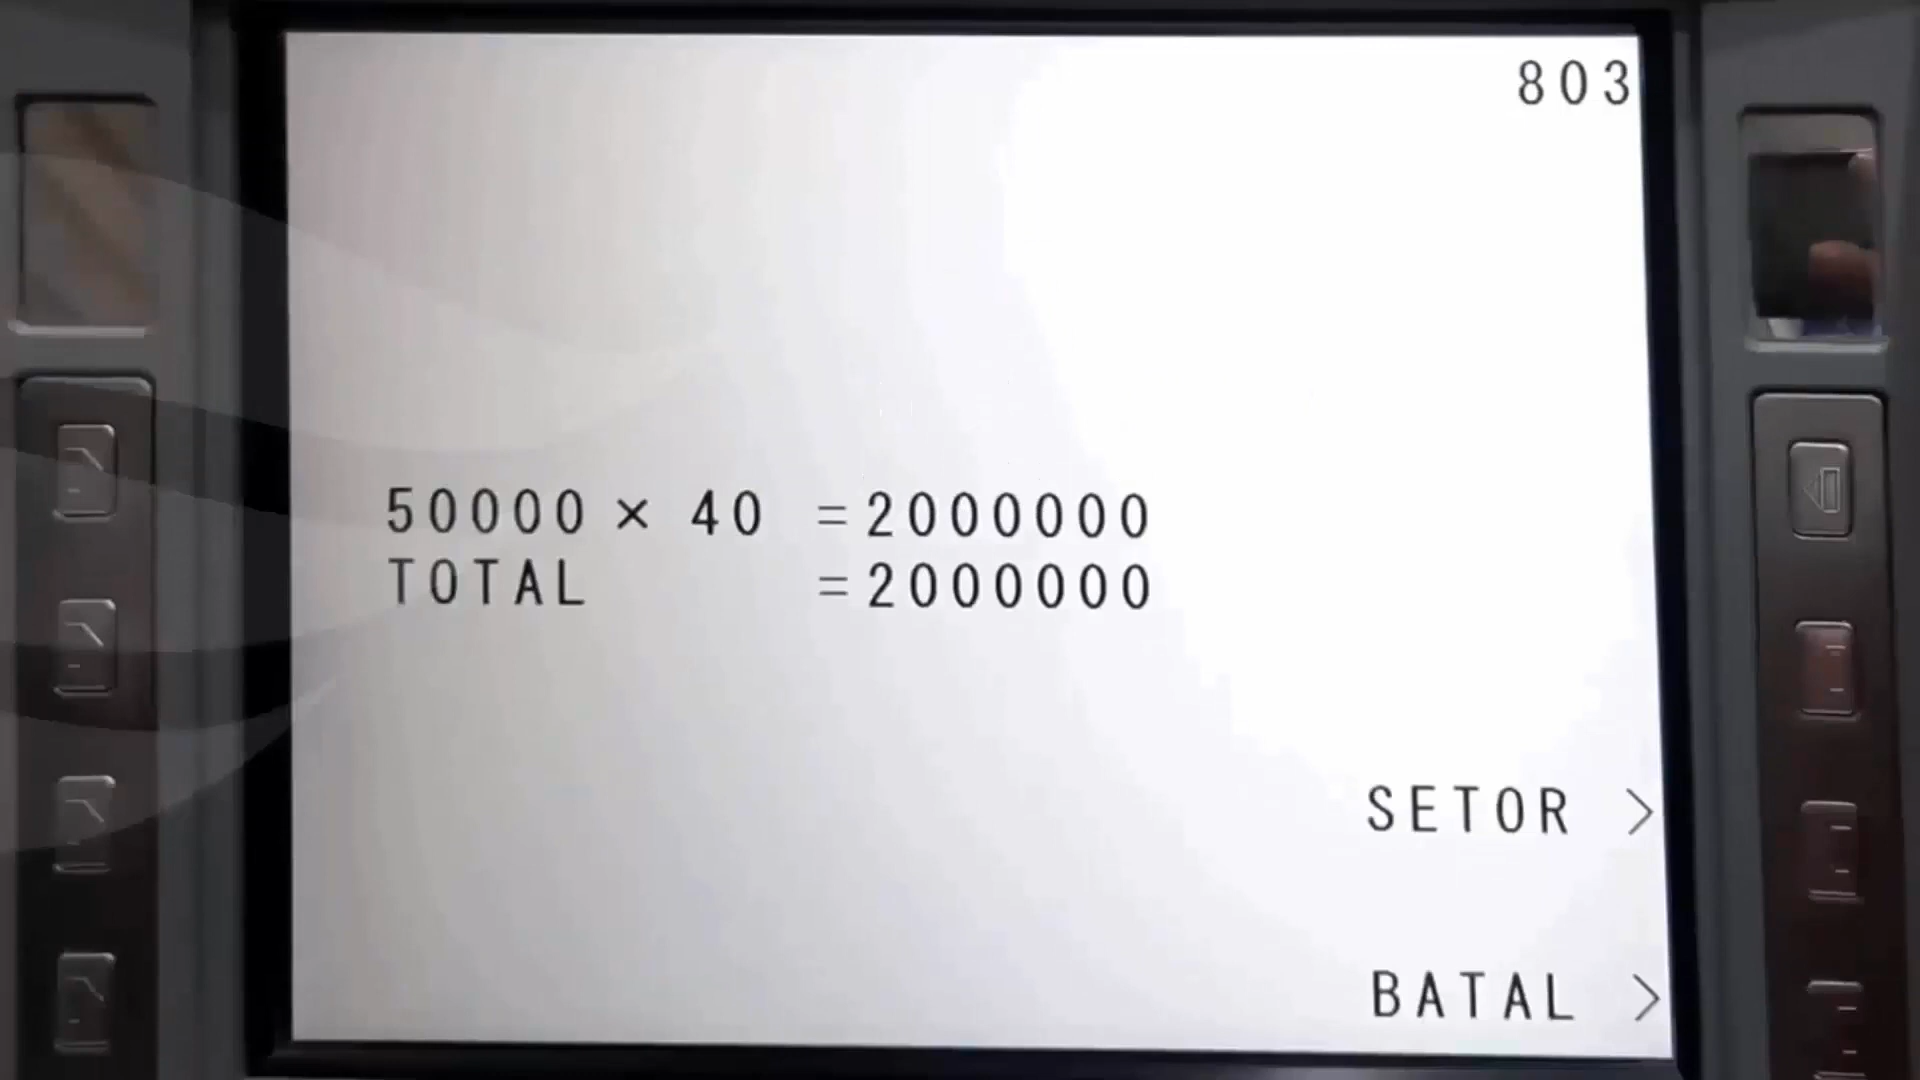 803
50000 × 40 =2000000
TOTAL =2000000
SETOR >
BATAL >